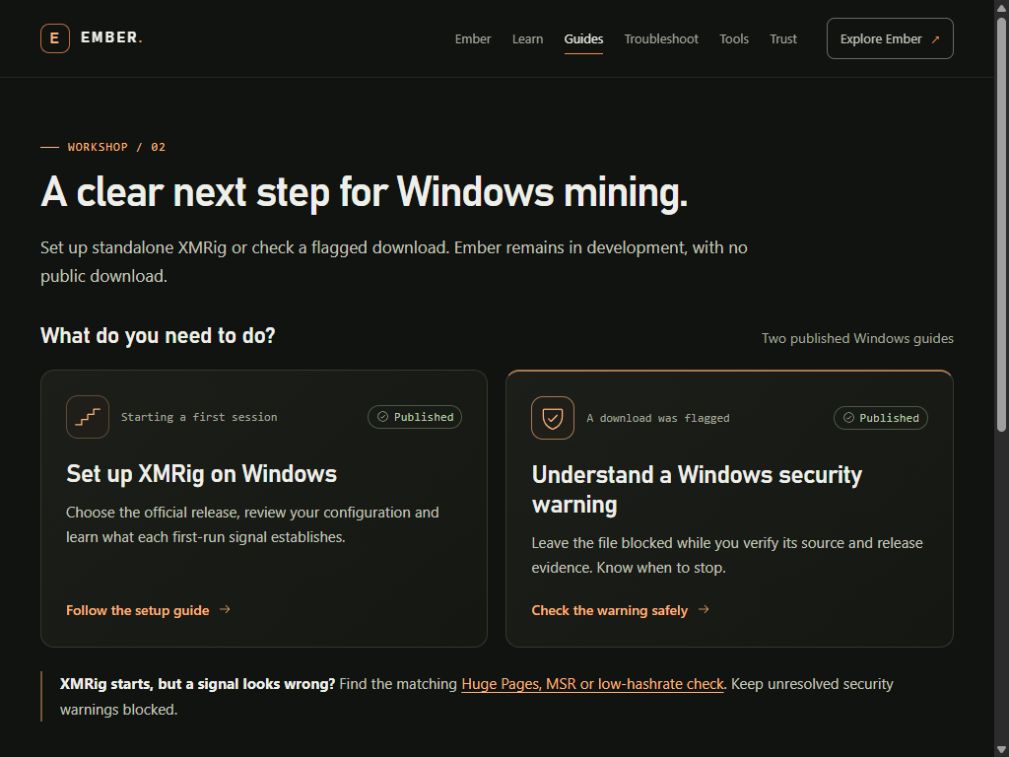 E EMBER.
Ember Learn Guides Troubleshoot Tools Trust Explore Ember ↗
WORKSHOP / 02
A clear next step for Windows mining.
Set up standalone XMRig or check a flagged download. Ember remains in development, with no
public download.
What do you need to do?
Two published Windows guides
Starting a first session
Published
Set up XMRig on Windows
Choose the official release, review your configuration and
learn what each first-run signal establishes.
Follow the setup guide →
A download was flagged
Published
Understand a Windows security
warning
Leave the file blocked while you verify its source and release
evidence. Know when to stop.
Check the warning safely →
XMRig starts, but a signal looks wrong? Find the matching Huge Pages, MSR or low-hashrate check. Keep unresolved security
warnings blocked.